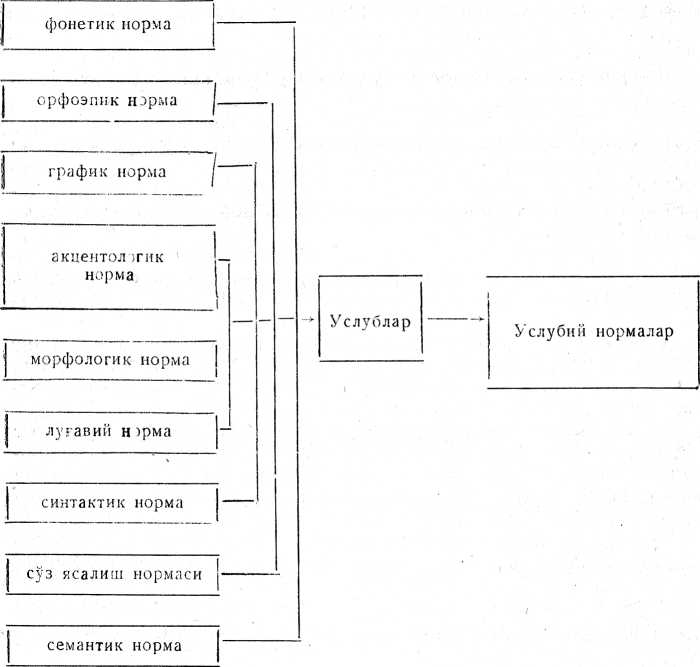 фонетик норма
орфоэпик норма
график норма
акцентологик
норма
морфологик норма
луғавий норма
синтактик норма
сўз ясалиш нормаси
семантик норма
Услублар
Услубий нормалар